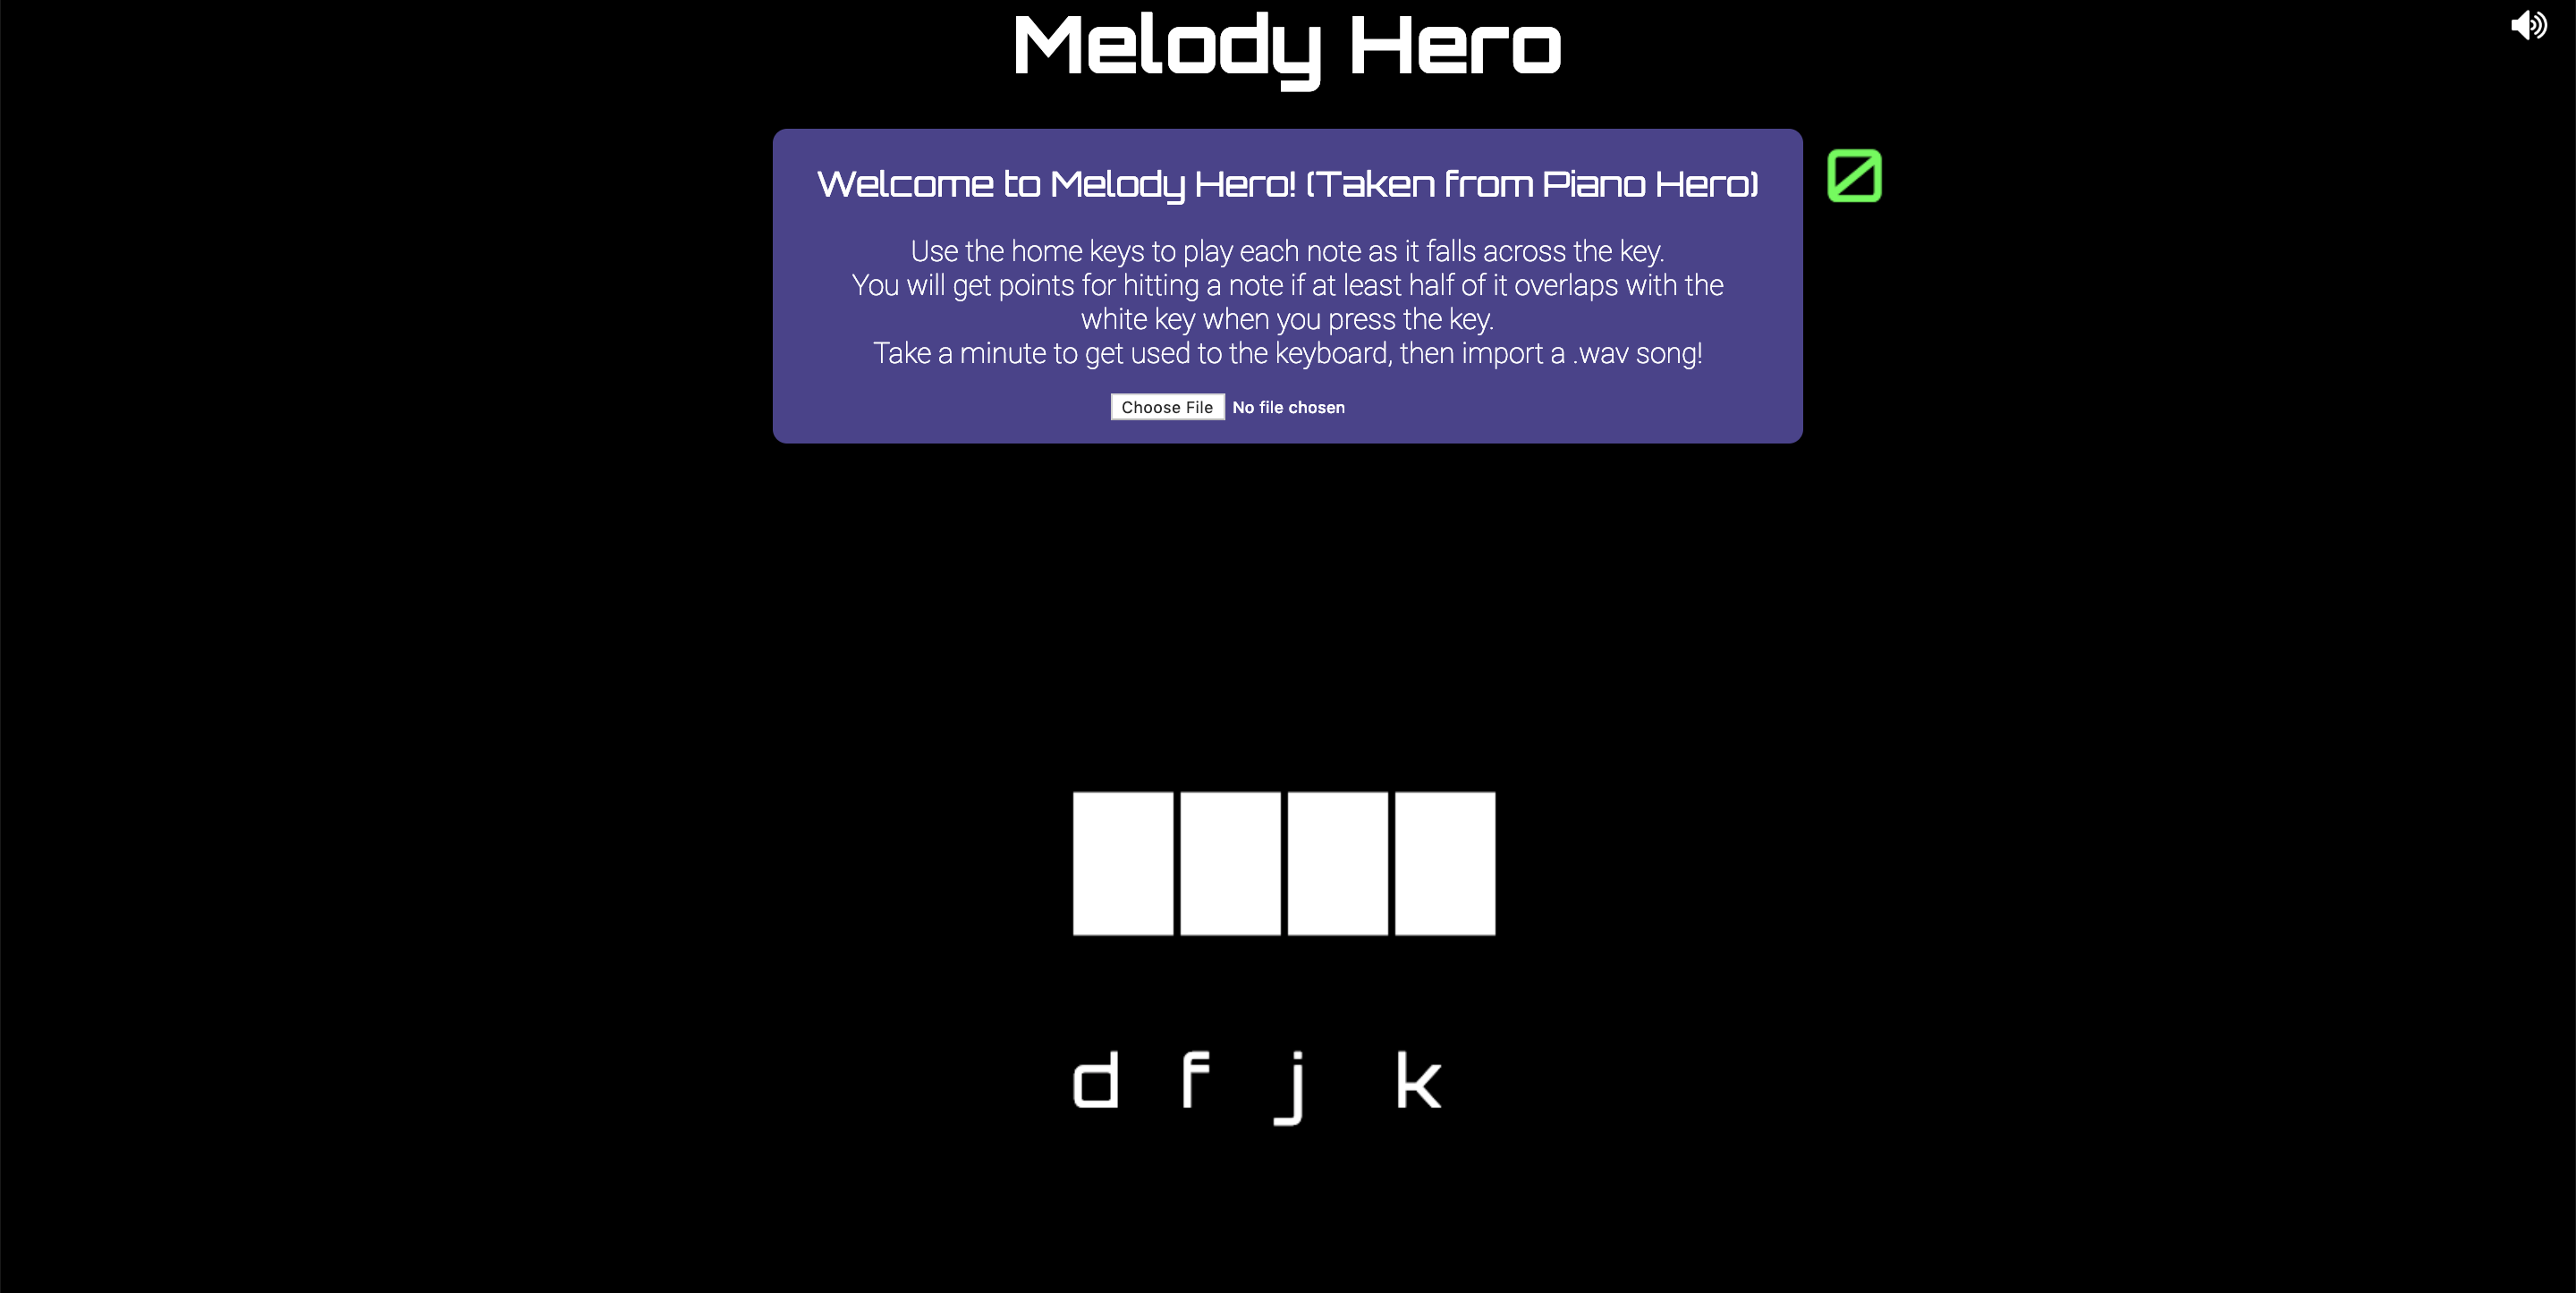 Melody Hero
Welcome to Melody Hero! (Taken from Piano Hero)
0
Use the home keys to play each note as it falls across the key.
You will get points for hitting a note if at least half of it overlaps with the
white key when you press the key.
Take a minute to get used to the keyboard, then import a .wav song!
Choose File No file chosen
d f j k